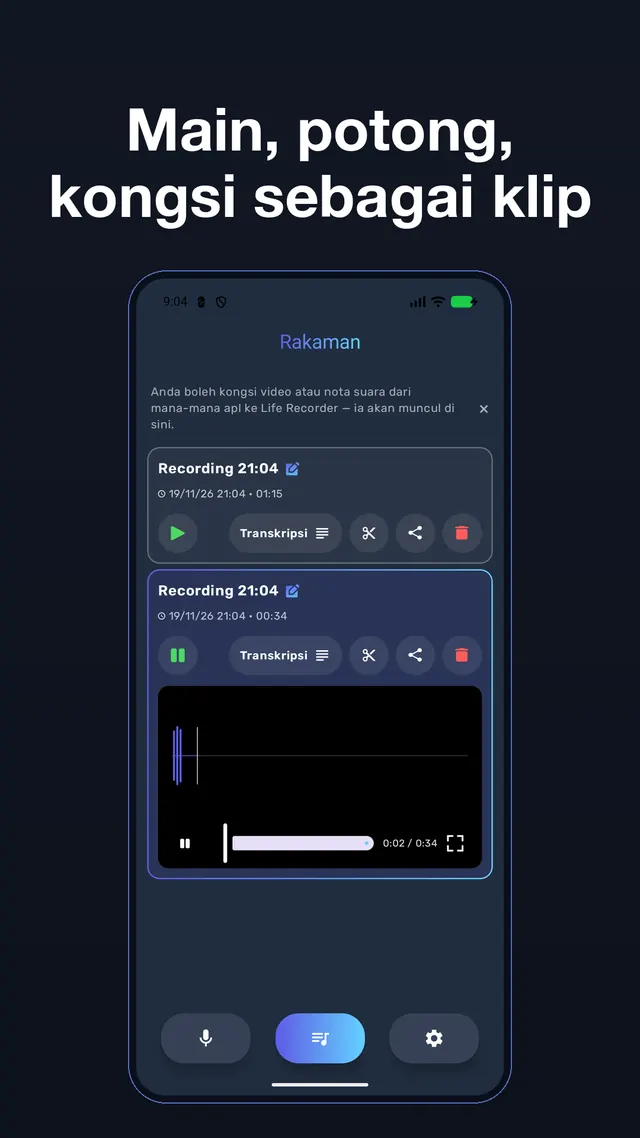 Main, potong,
kongsi sebagai klip
9:04
Rakaman
Anda boleh kongsi video atau nota suara dari
mana-mana apl ke Life Recorder — ia akan muncul di
sini.
Recording 21:04
19/11/26 21:04 • 01:15
Transkripsi
Recording 21:04
19/11/26 21:04 • 00:34
Transkripsi
0:02 / 0:34